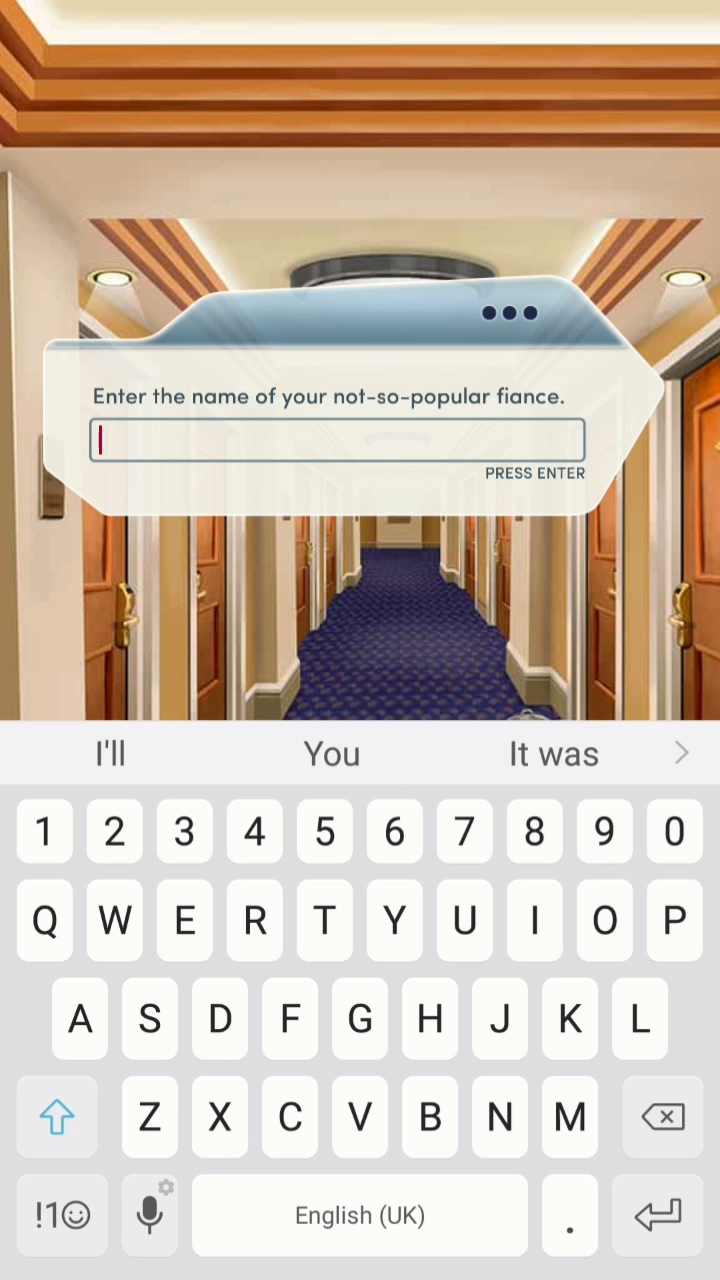 Enter the name of your not-so-popular fiance.
PRESS ENTER
I'll You It was
1 2 3 4 5 6 7 8 9 0
Q W E R T Y U I O P
A S D F G H J K L
Z X C V B N M
!1☺ English (UK) .